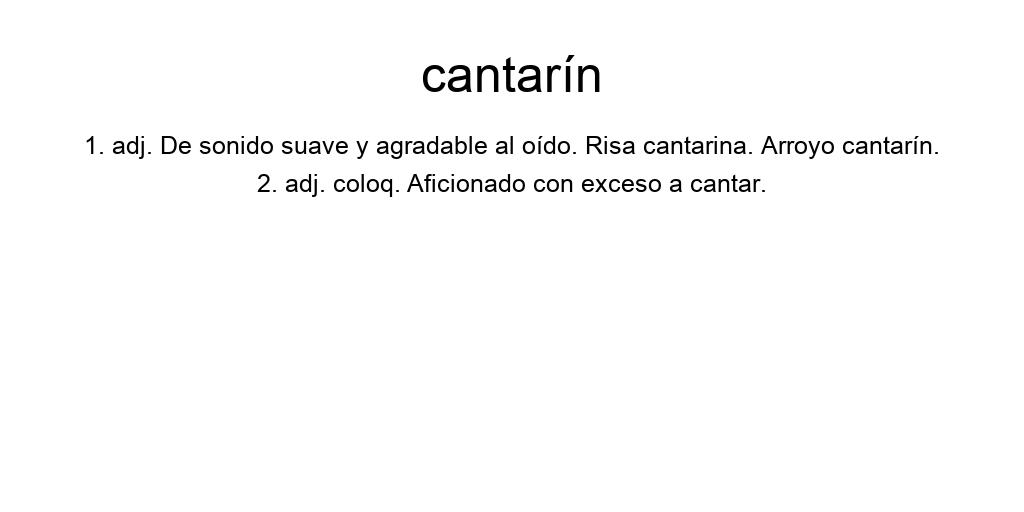 cantarín
1. adj. De sonido suave y agradable al oído. Risa cantarina. Arroyo cantarín.
2. adj. coloq. Aficionado con exceso a cantar.